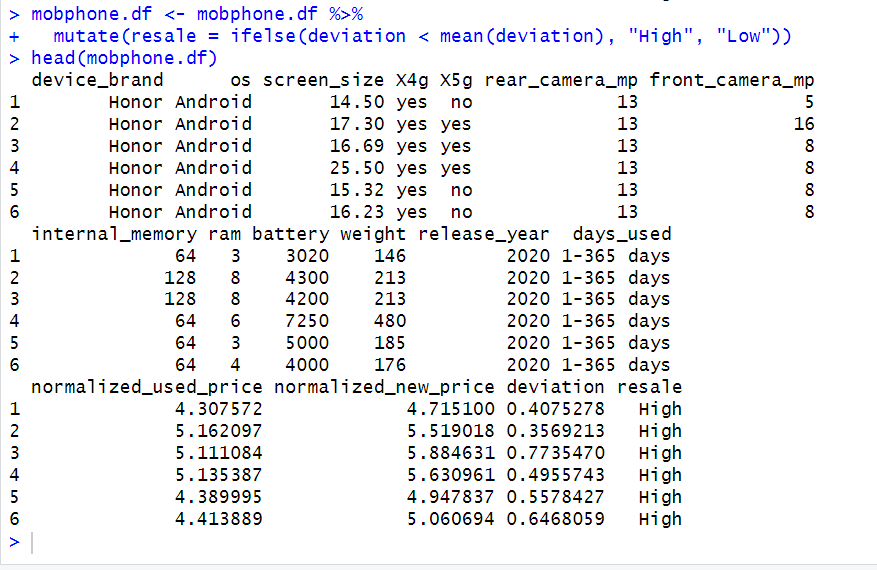 > mobphone.df <- mobphone.df %>%
+   mutate(resale = ifelse(deviation < mean(deviation), "High", "Low"))
> head(mobphone.df)
  device_brand      os screen_size X4g X5g rear_camera_mp front_camera_mp
1        Honor Android       14.50 yes  no             13               5
2        Honor Android       17.30 yes yes             13              16
3        Honor Android       16.69 yes yes             13               8
4        Honor Android       25.50 yes yes             13               8
5        Honor Android       15.32 yes  no             13               8
6        Honor Android       16.23 yes  no             13               8
  internal_memory ram battery weight release_year  days_used
1              64   3    3020    146         2020 1-365 days
2             128   8    4300    213         2020 1-365 days
3             128   8    4200    213         2020 1-365 days
4              64   6    7250    480         2020 1-365 days
5              64   3    5000    185         2020 1-365 days
6              64   4    4000    176         2020 1-365 days
  normalized_used_price normalized_new_price deviation resale
1              4.307572             4.715100 0.4075278   High
2              5.162097             5.519018 0.3569213   High
3              5.111084             5.884631 0.7735470   High
4              5.135387             5.630961 0.4955743   High
5              4.389995             4.947837 0.5578427   High
6              4.413889             5.060694 0.6468059   High
>